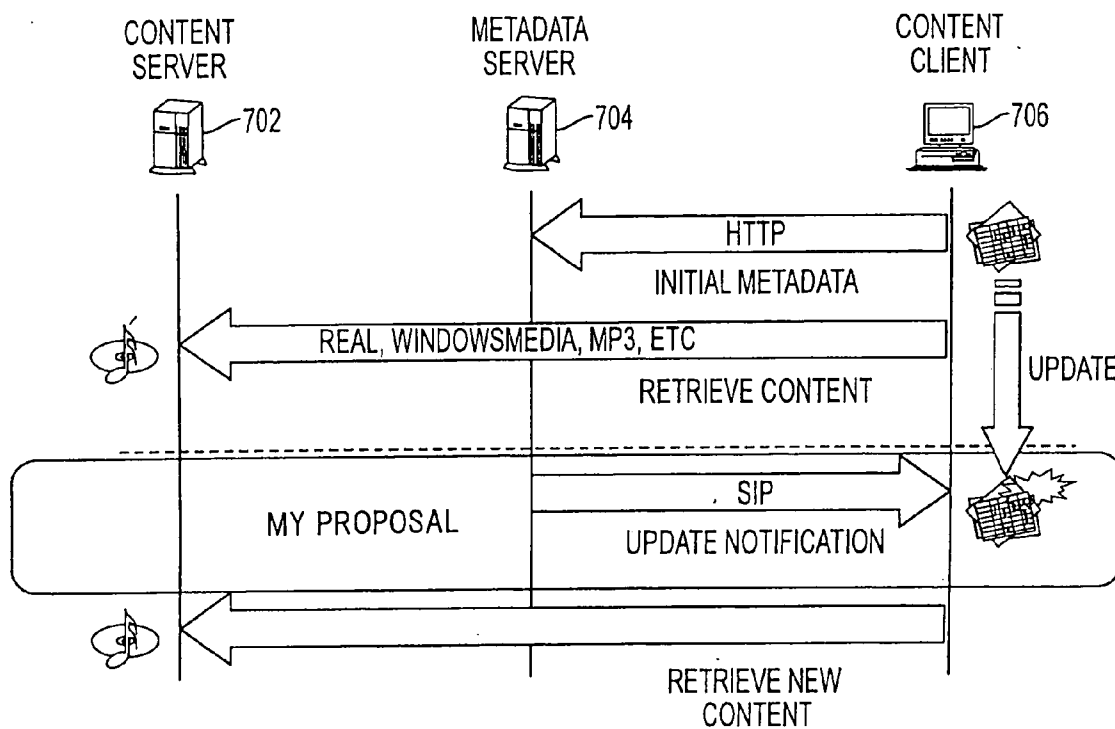 CONTENT
SERVER
METADATA
SERVER
CONTENT
CLIENT
702
704
706
HTTP
INITIAL METADATA
REAL, WINDOWSMEDIA, MP3, ETC
RETRIEVE CONTENT
UPDATE
MY PROPOSAL
SIP
UPDATE NOTIFICATION
RETRIEVE NEW
CONTENT